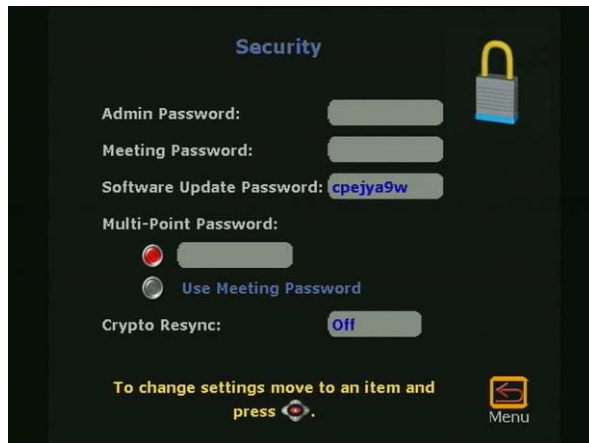 Security
Admin Password:
Meeting Password:
Software Update Password: cpejya9w
Multi-Point Password:
Use Meeting Password
Crypto Resync: Off
To change settings move to an item and
press .
Menu